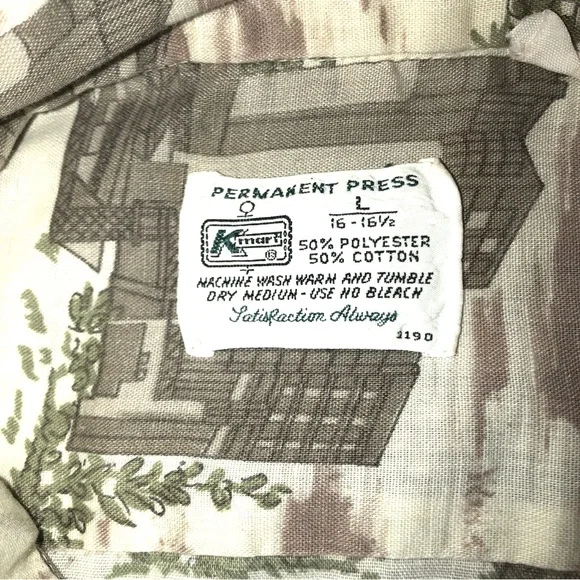 PERMANENT PRESS
L
16 - 16½
Kmart ®
50% POLYESTER
50% COTTON
MACHINE WASH WARM AND TUMBLE
DRY MEDIUM - USE NO BLEACH
Satisfaction Always
1190